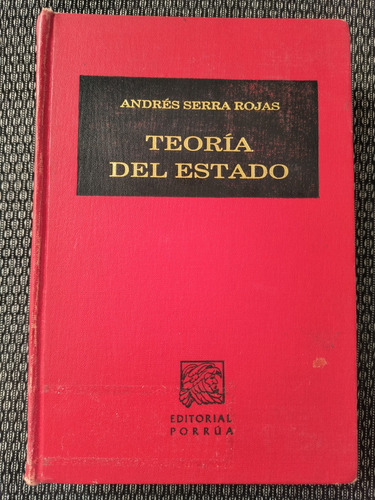 ANDRÉS SERRA ROJAS
TEORÍA
DEL ESTADO
EDITORIAL
PORRÚA